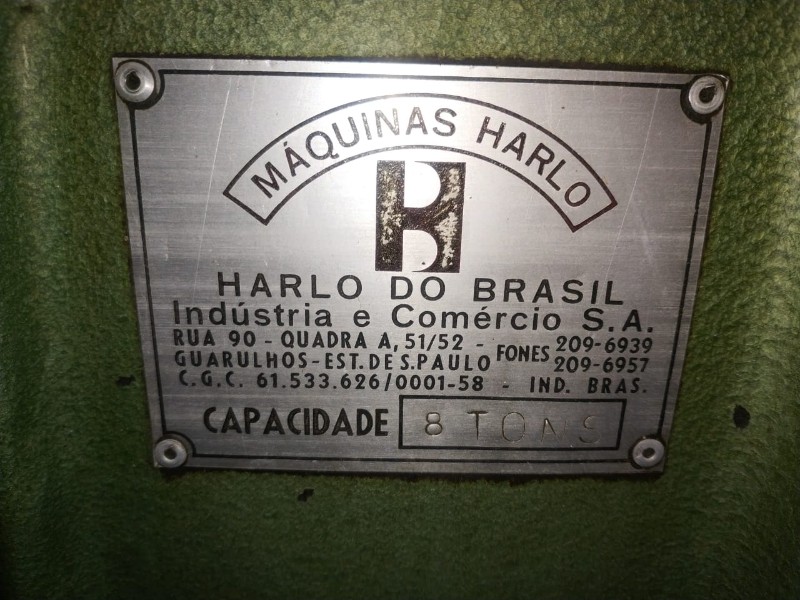 MÁQUINAS HARLO
HARLO DO BRASIL
Indústria e Comércio S.A.
RUA 90 - QUADRA A, 51/52 - FONES 209-6939
GUARULHOS - EST. DE S. PAULO 209-6957
C.G.C. 61.533.626/0001-58 - IND. BRAS.
CAPACIDADE 8 TONS